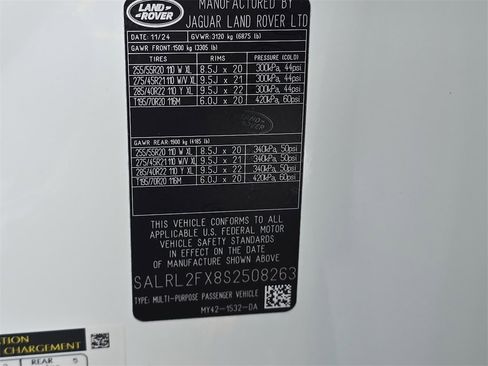 LAND
ROVER
MANUFACTURED BY
JAGUAR LAND ROVER LTD
DATE: 11/24 GVWR: 3120 kg (6875 lb)
GAWR FRONT: 1500 kg (3305 lb)
TIRES RIMS PRESSURE (COLD)
255/55R20 110 W XL 8.5J x 20 300kPa, 44psi
275/45R21 110 W/Y XL 9.5J x 21 300kPa, 44psi
285/40R22 110 Y XL 9.5J x 22 300kPa, 44psi
T195/70R20 116M 6.0J x 20 420kPa, 60psi
LAND
ROVER
GAWR REAR: 1900 kg (4185 lb)
255/55R20 110 W XL 8.5J x 20 340kPa, 50psi
275/45R21 110 W/Y XL 9.5J x 21 340kPa, 50psi
285/40R22 110 Y XL 9.5J x 22 340kPa, 50psi
T195/70R20 116M 6.0J x 20 420kPa, 60psi
THIS VEHICLE CONFORMS TO ALL
APPLICABLE U.S. FEDERAL MOTOR
VEHICLE SAFETY STANDARDS
IN EFFECT ON THE DATE
OF MANUFACTURE SHOWN ABOVE
SALRL2FX8S2508263
TYPE: MULTI-PURPOSE PASSENGER VEHICLE
MY42-1532-DA
CHARGEMENT
REAR 5